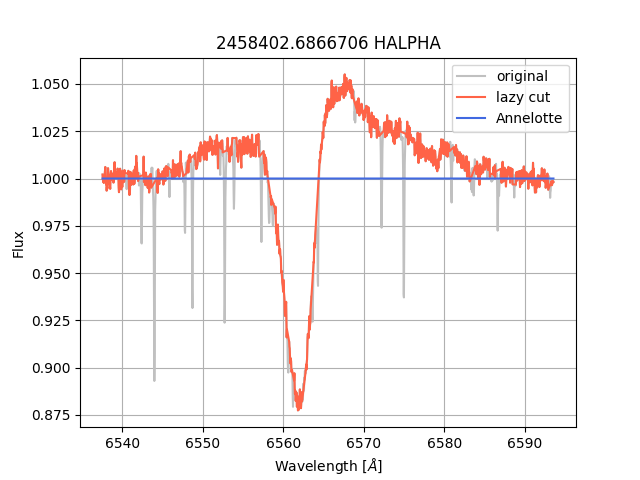 2458402.6866706 HALPHA
original
lazy cut
Annelotte
1.050
1.025
1.000
0.975
0.950
0.925
0.900
0.875
Flux
6540 6550 6560 6570 6580 6590
Wavelength [Å]